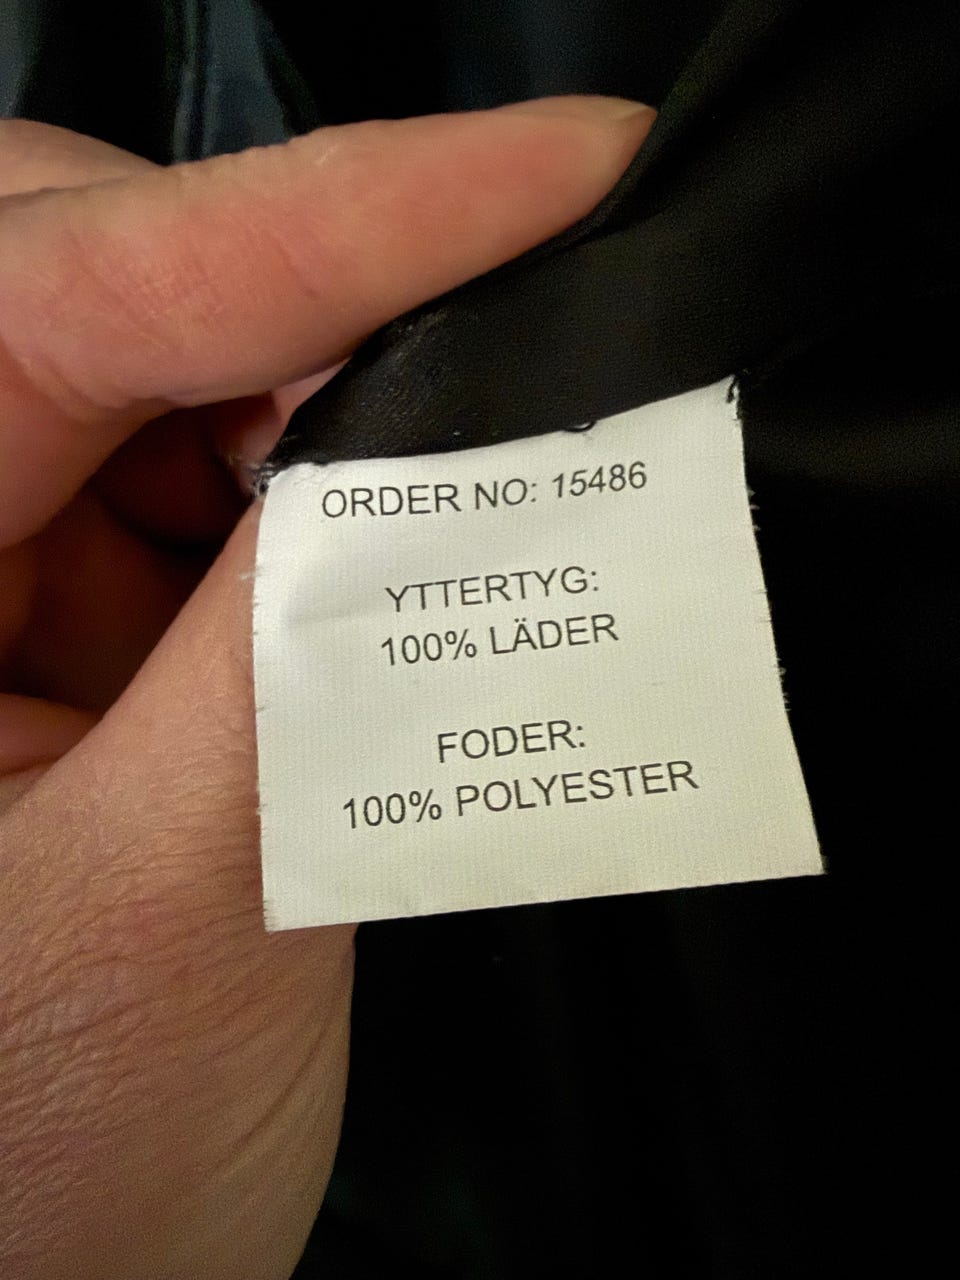 ORDER NO: 15486
YTTERTYG:
100% LÄDER
FODER:
100% POLYESTER